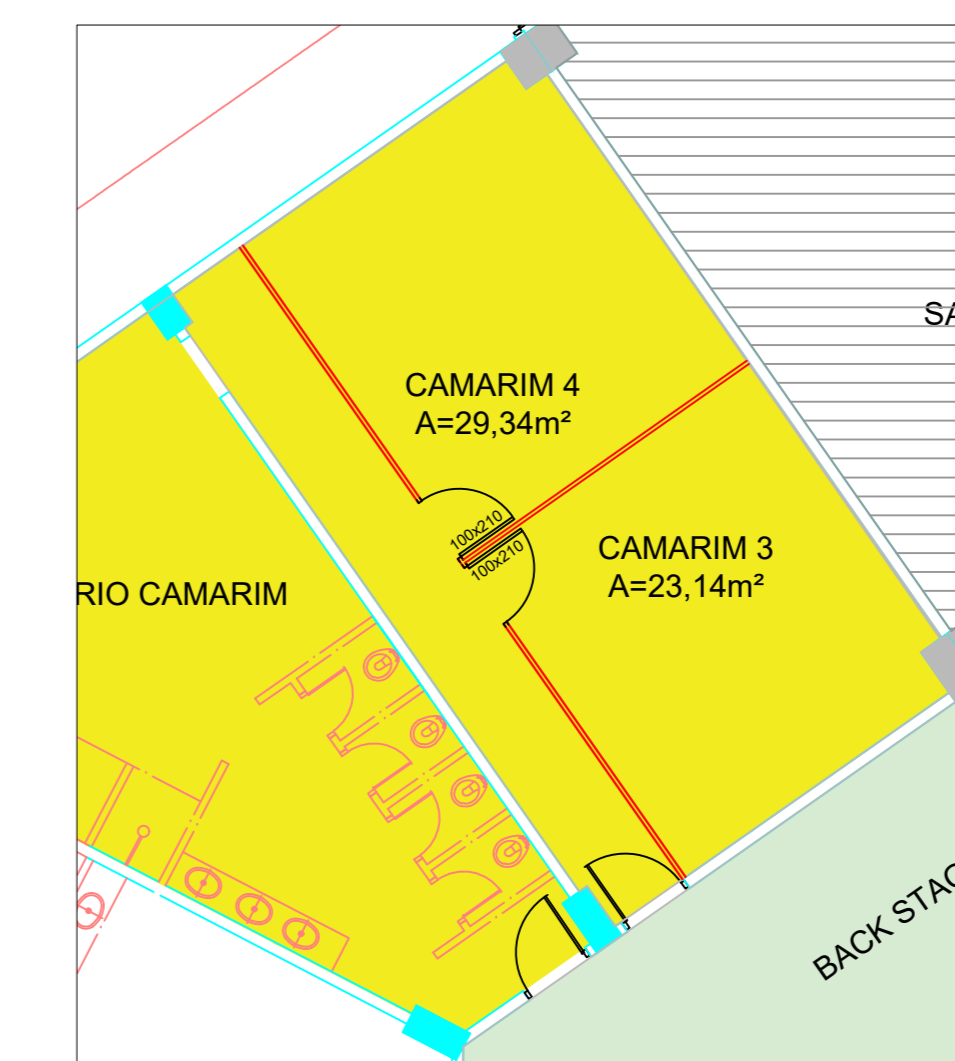 SA
CAMARIM 4
A=29,34m²
100x210
100x210
CAMARIM 3
A=23,14m²
RIO CAMARIM
BACK STAG